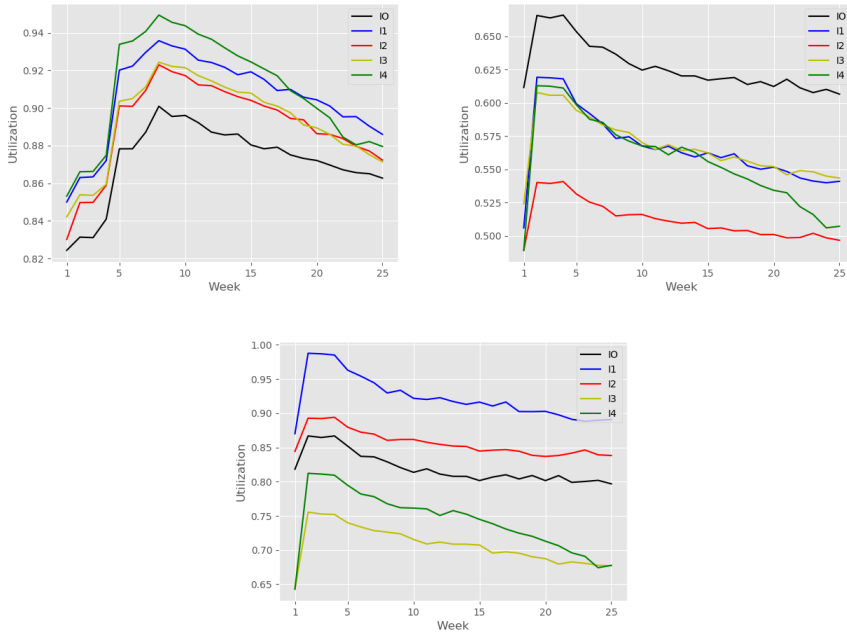 0.94
0.92
0.90
0.88
0.86
0.84
0.82
Utilization
1 5 10 15 20 25
Week
IO
I1
I2
I3
I4
0.650
0.625
0.600
0.575
0.550
0.525
0.500
Utilization
1 5 10 15 20 25
Week
IO
I1
I2
I3
I4
1.00
0.95
0.90
0.85
0.80
0.75
0.70
0.65
Utilization
1 5 10 15 20 25
Week
IO
I1
I2
I3
I4